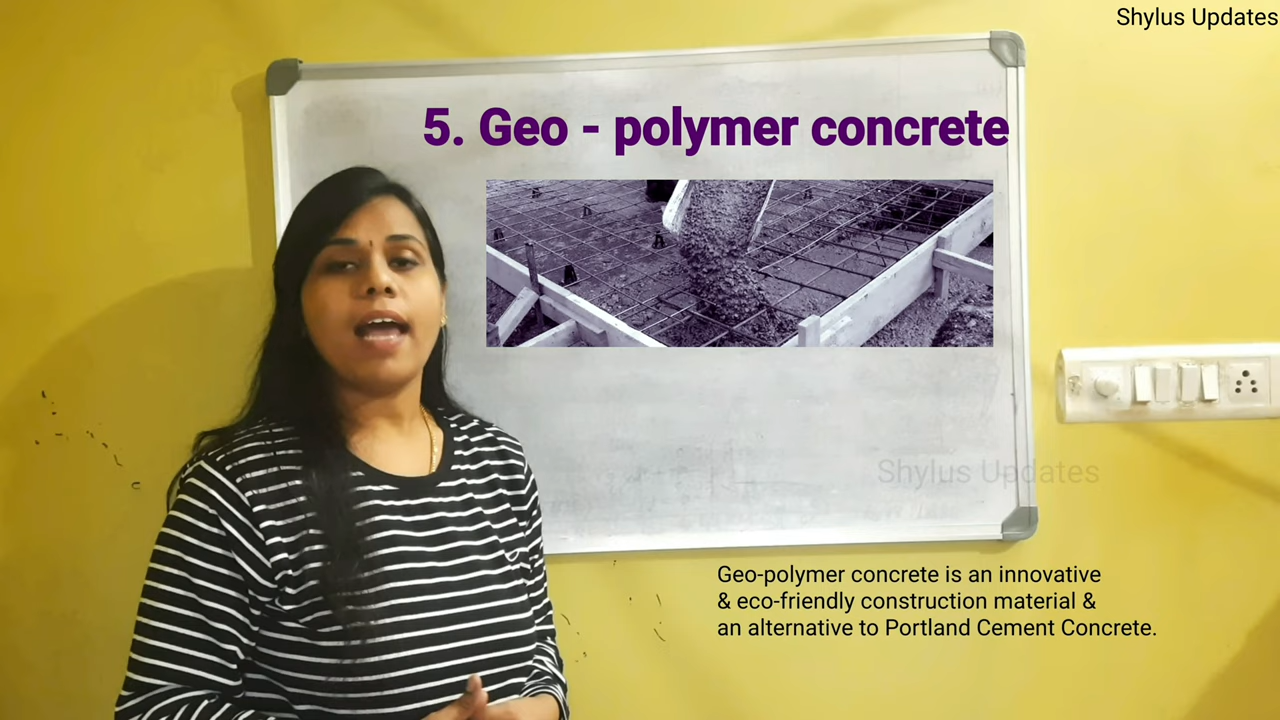 Shylus Updates
5. Geo - polymer concrete
Shylus Updates
Geo-polymer concrete is an innovative
& eco-friendly construction material &
an alternative to Portland Cement Concrete.